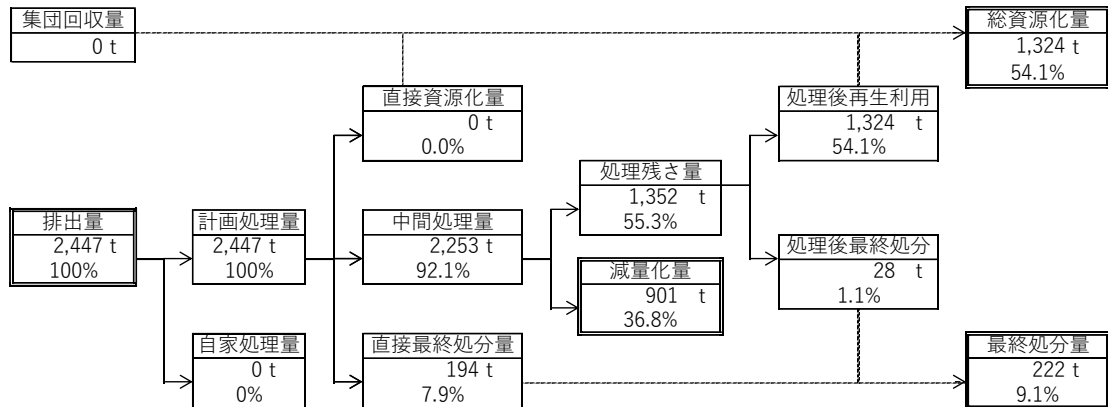 集団回収量
0 t
総資源化量
1,324 t
54.1%
直接資源化量
0 t
0.0%
処理後再生利用
1,324 t
54.1%
処理残さ量
1,352 t
55.3%
排出量
2,447 t
100%
計画処理量
2,447 t
100%
中間処理量
2,253 t
92.1%
減量化量
901 t
36.8%
処理後最終処分
28 t
1.1%
自家処理量
0 t
0%
直接最終処分量
194 t
7.9%
最終処分量
222 t
9.1%